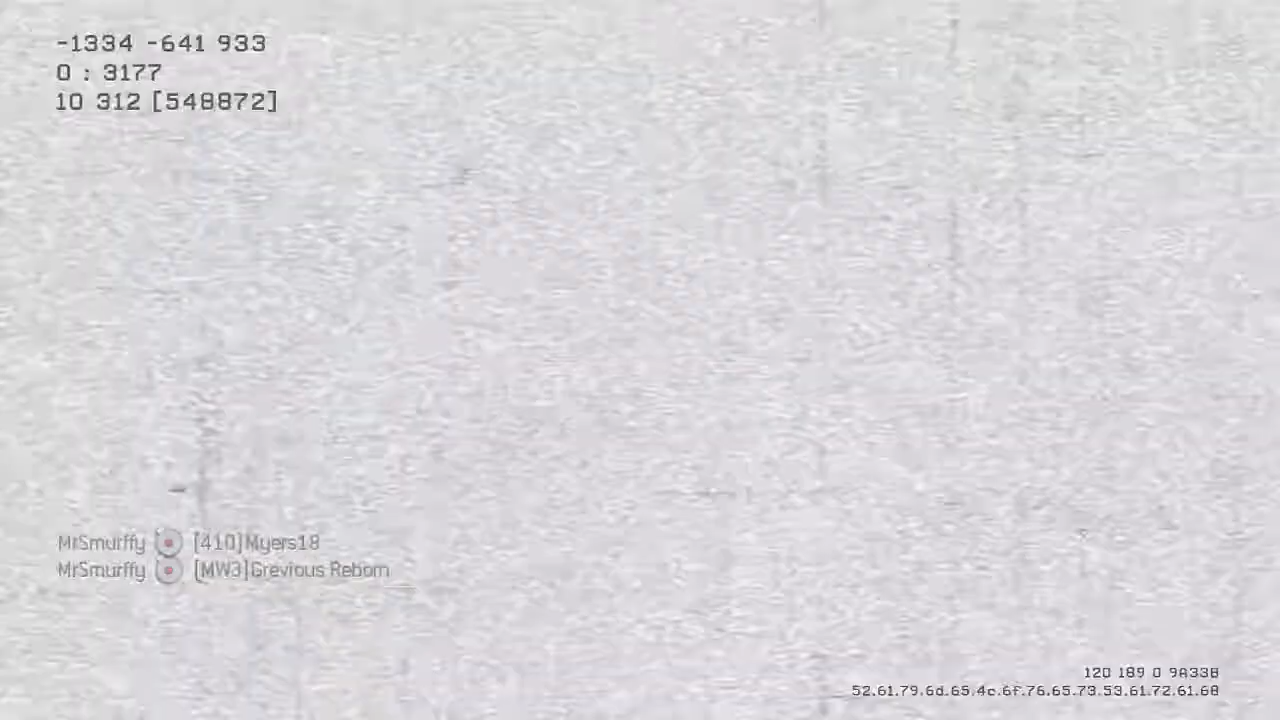 -1334 -641 933
0 : 3177
10 312 [548872]
MrSmurffy [410]Myers18
MrSmurffy [MW3]Grevious Reborn
120 189 0 9A33B
52.61.79.6d.65.4c.6f.76.65.73.53.61.72.61.68